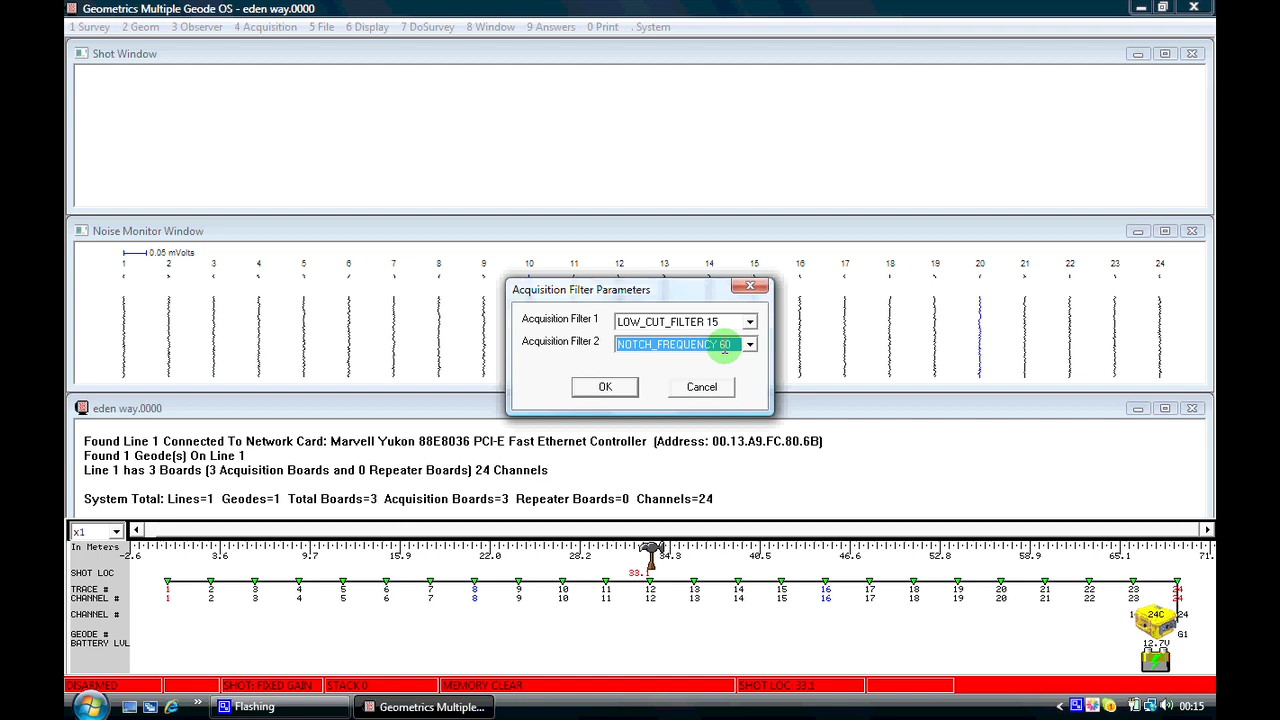 Geometrics Multiple Geode OS - eden way.0000
1 Survey 2 Geom 3 Observer 4 Acquisition 5 File 6 Display 7 DoSurvey 8 Window 9 Answers 0 Print . System
Shot Window
Noise Monitor Window
0.05 mVolts
1 2 3 4 5 6 7 8 9 10 11 12 13 14 15 16 17 18 19 20 21 22 23 24
Acquisition Filter Parameters
Acquisition Filter 1 LOW_CUT_FILTER 15
Acquisition Filter 2 NOTCH_FREQUENCY 60
OK Cancel
eden way.0000
Found Line 1 Connected To Network Card: Marvell Yukon 88E8036 PCI-E Fast Ethernet Controller (Address: 00.13.A9.FC.80.6B)
Found 1 Geode(s) On Line 1
Line 1 has 3 Boards (3 Acquisition Boards and 0 Repeater Boards) 24 Channels
System Total: Lines=1 Geodes=1 Total Boards=3 Acquisition Boards=3 Repeater Boards=0 Channels=24
x1
In Meters
-2.6 3.6 9.7 15.9 22.0 28.2 34.3 40.5 46.6 52.8 58.9 65.1 71.
SHOT LOC 33.1
TRACE # 1 2 3 4 5 6 7 8 9 10 11 12 13 14 15 16 17 18 19 20 21 22 23 24
CHANNEL # 1 2 3 4 5 6 7 8 9 10 11 12 13 14 15 16 17 18 19 20 21 22 23 24
CHANNEL # 1 24C 24
GEODE # G1
BATTERY LVL 12.7V
DISARMED SHOT: FIXED GAIN STACK 0 MEMORY CLEAR SHOT LOC: 33.1
Flashing Geometrics Multiple... 00:15